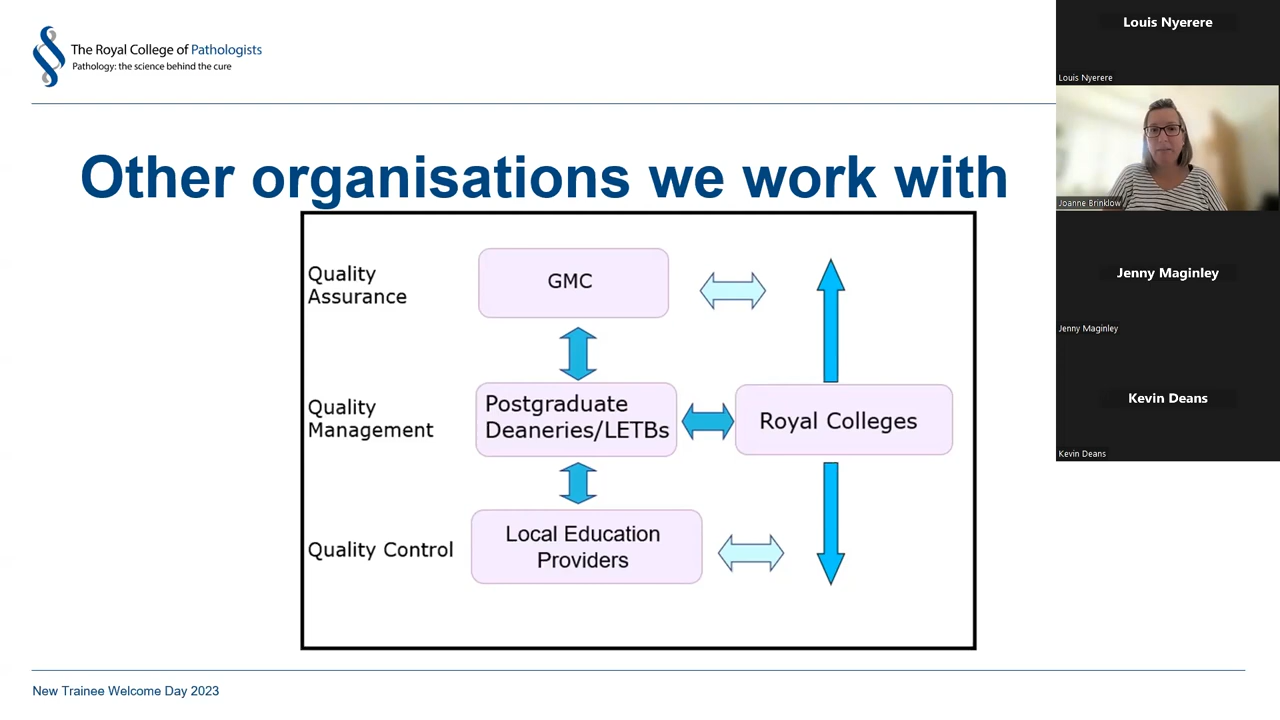 The Royal College of Pathologists
Pathology: the science behind the cure
Other organisations we work with
Quality
Assurance
GMC
Quality
Management
Postgraduate
Deaneries/LETBs
Royal Colleges
Quality Control
Local Education
Providers
New Trainee Welcome Day 2023
Louis Nyerere
Louis Nyerere
Joanne Brinklow
Jenny Maginley
Jenny Maginley
Kevin Deans
Kevin Deans